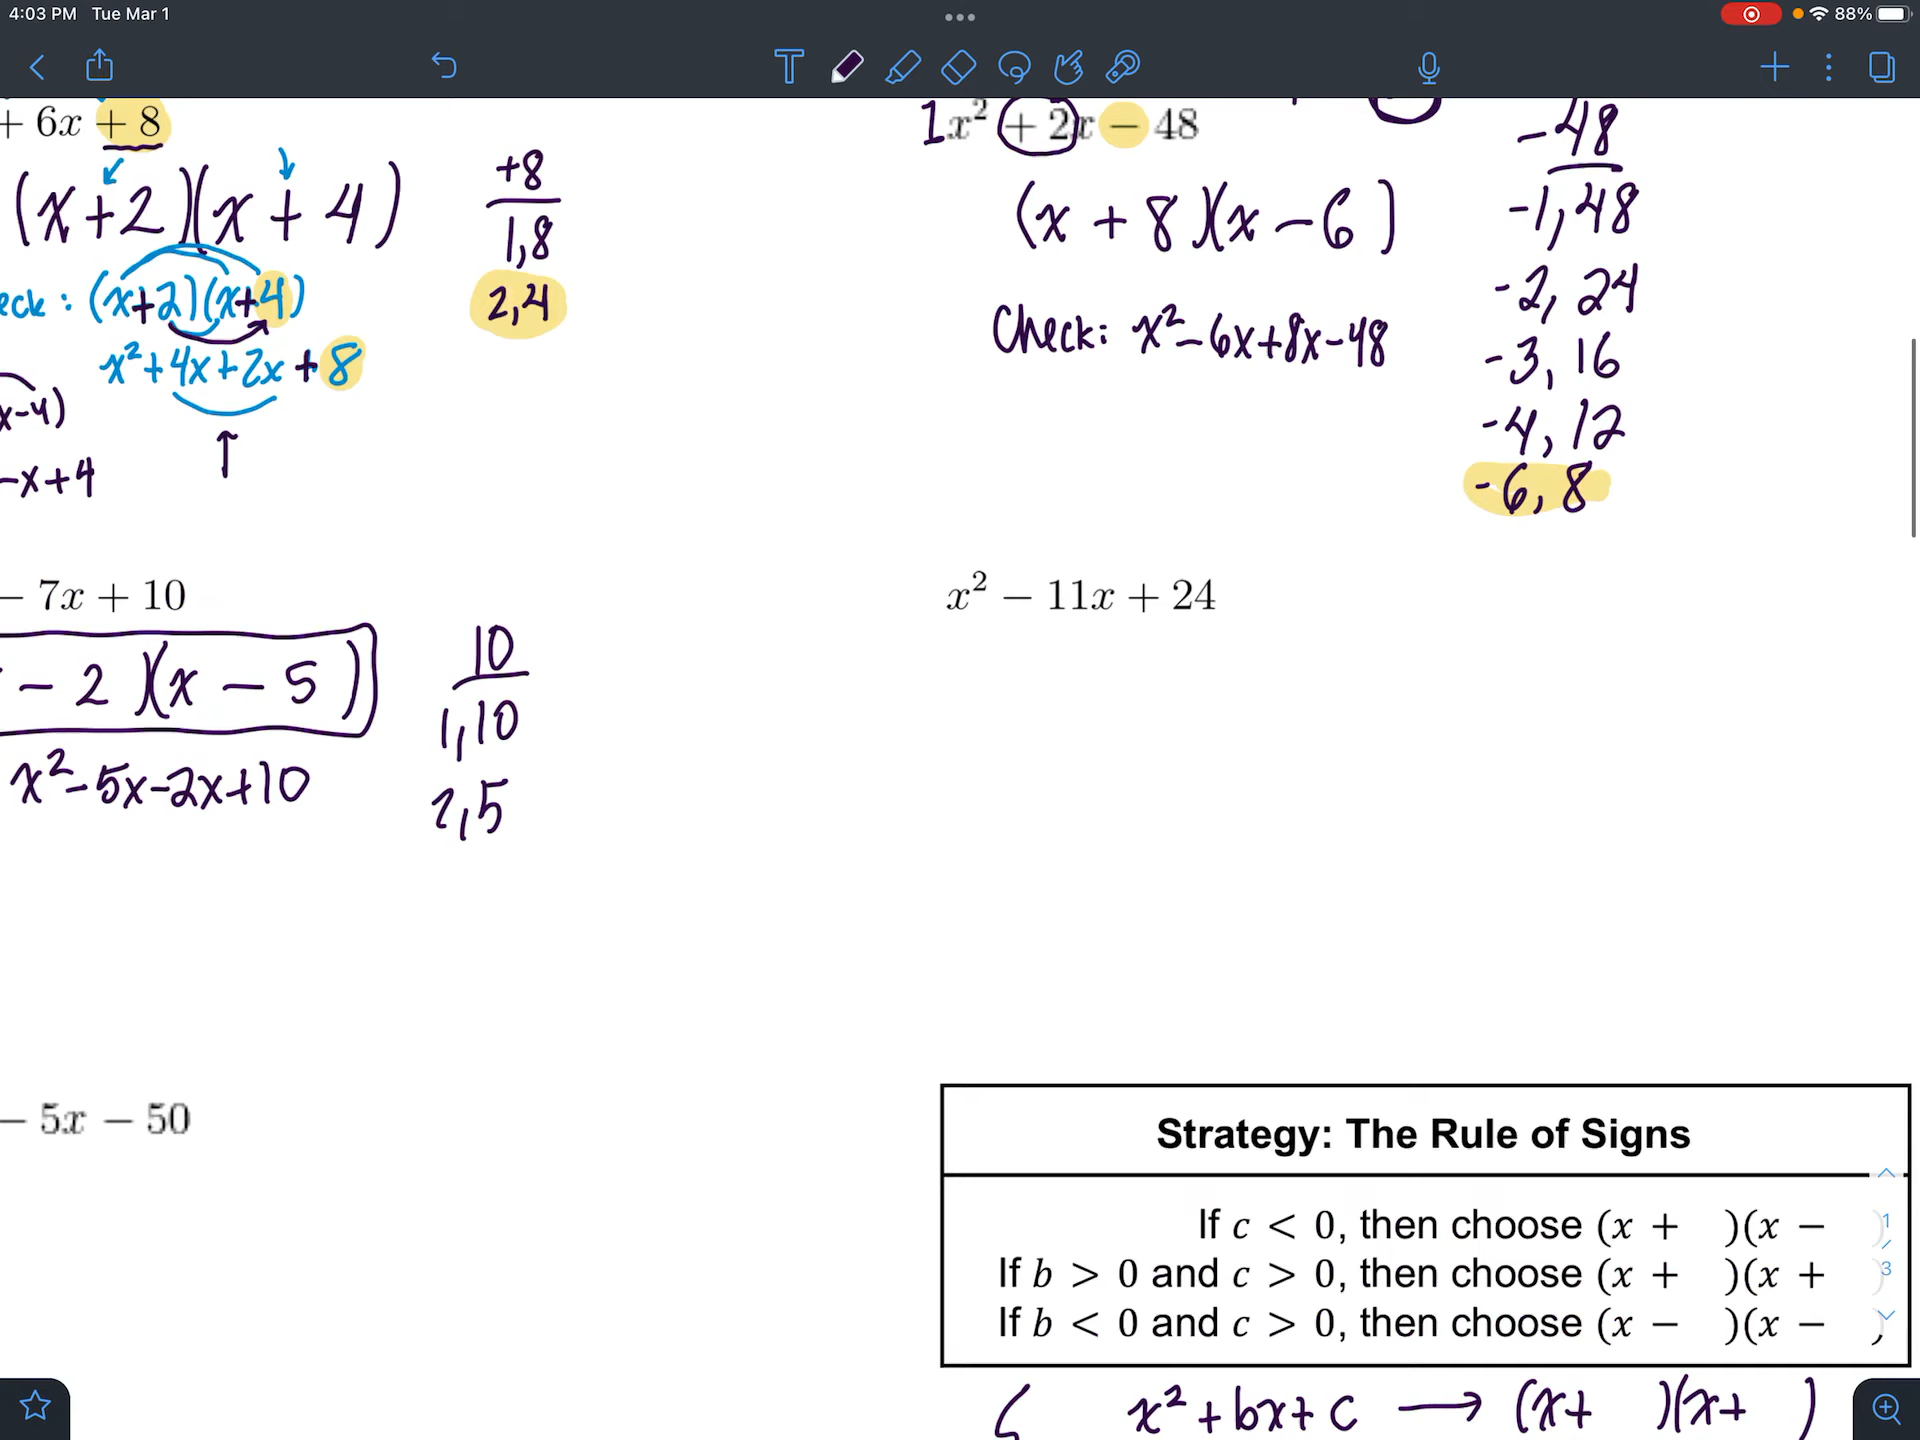 4:03 PM Tue Mar 1
88%
+ 6x + 8
(x+2)(x + 4)
+8
1,8
2,4
eck : (x+2)(x+4)
x²+4x+2x+8
x-4)
-x+4
1x² + 2x − 48
(x + 8)(x − 6)
Check: x²-6x+8x-48
-48
-1,48
-2, 24
-3, 16
-4, 12
-6, 8
− 7x + 10
- 2)(x - 5)
x²-5x-2x+10
10
1,10
2,5
x² − 11x + 24
− 5x − 50
Strategy: The Rule of Signs
If c < 0, then choose (x + )(x − )
If b > 0 and c > 0, then choose (x + )(x + )
If b < 0 and c > 0, then choose (x − )(x − )
1/3
x²+bx+c → (x+ )(x+ )